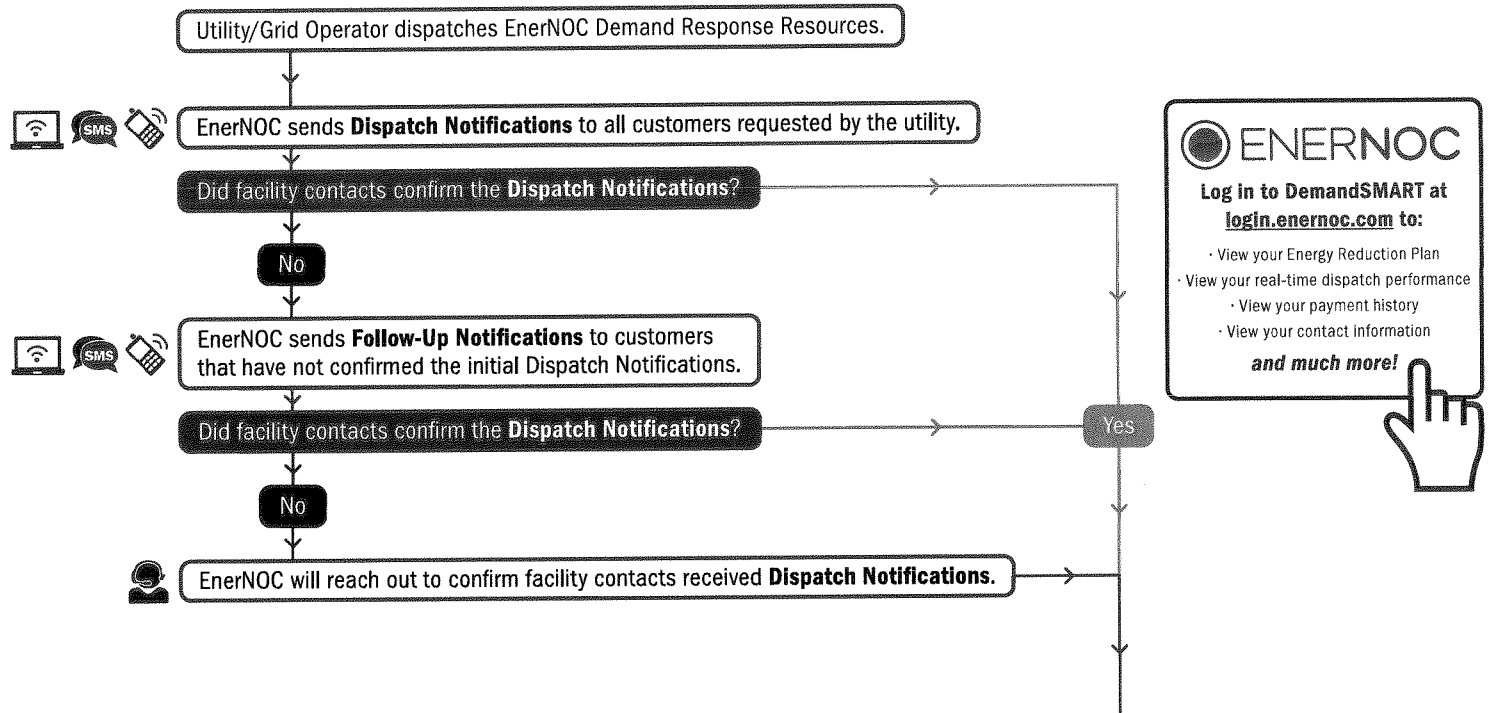 Utility/Grid Operator dispatches EnerNOC Demand Response Resources.
SMS
EnerNOC sends Dispatch Notifications to all customers requested by the utility.
Did facility contacts confirm the Dispatch Notifications?
No
SMS
EnerNOC sends Follow-Up Notifications to customers
that have not confirmed the initial Dispatch Notifications.
Did facility contacts confirm the Dispatch Notifications?
Yes
No
EnerNOC will reach out to confirm facility contacts received Dispatch Notifications.
ENERNOC
Log in to DemandSMART at
login.enernoc.com to:
· View your Energy Reduction Plan
· View your real-time dispatch performance
· View your payment history
· View your contact information
and much more!